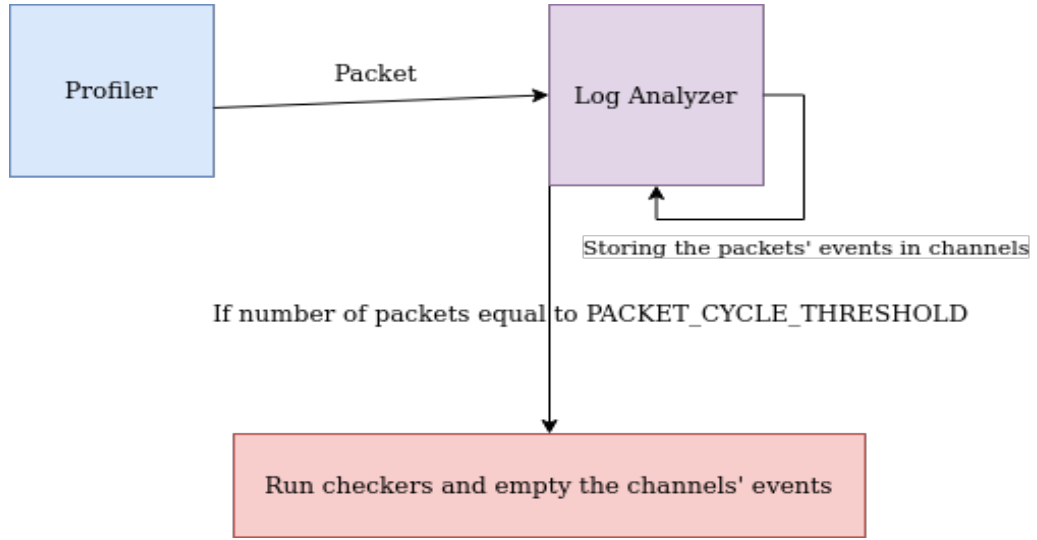 Profiler
Packet
Log Analyzer
Storing the packets' events in channels
If number of packets equal to PACKET_CYCLE_THRESHOLD
Run checkers and empty the channels' events